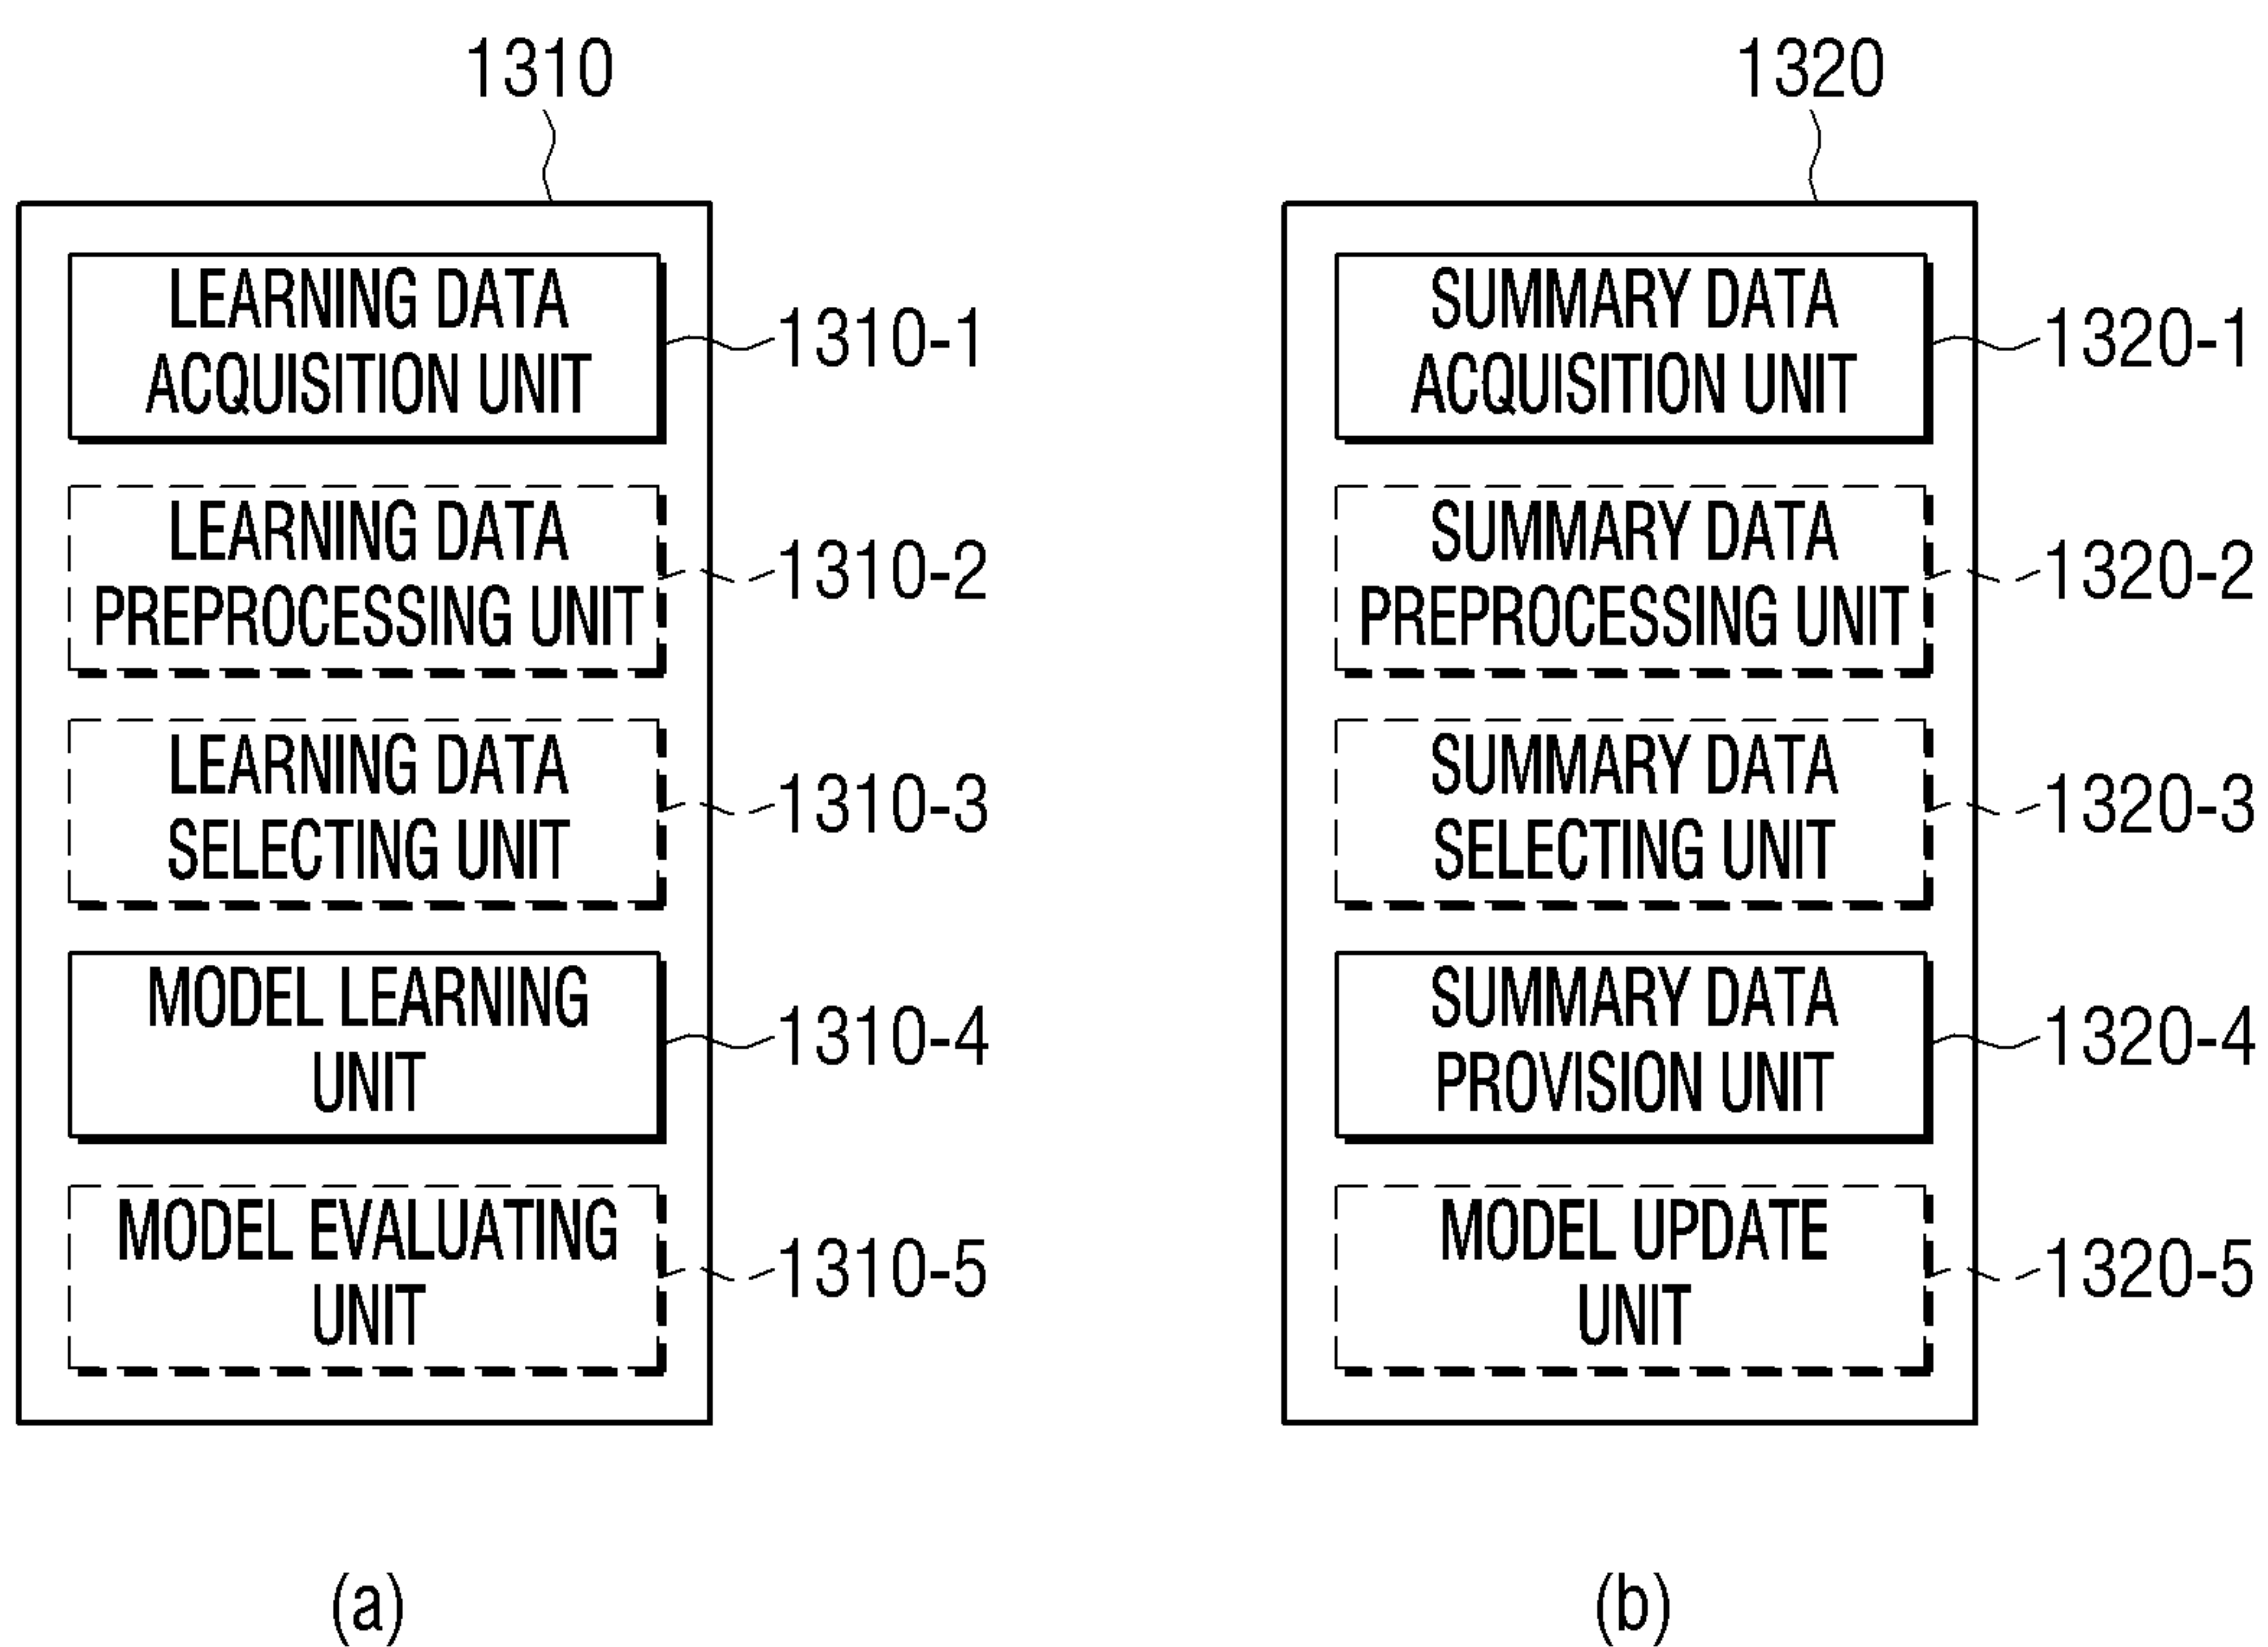 1310
LEARNING DATA
ACQUISITION UNIT
1310-1
LEARNING DATA
PREPROCESSING UNIT
1310-2
LEARNING DATA
SELECTING UNIT
1310-3
MODEL LEARNING
UNIT
1310-4
MODEL EVALUATING
UNIT
1310-5
(a)
1320
SUMMARY DATA
ACQUISITION UNIT
1320-1
SUMMARY DATA
PREPROCESSING UNIT
1320-2
SUMMARY DATA
SELECTING UNIT
1320-3
SUMMARY DATA
PROVISION UNIT
1320-4
MODEL UPDATE
UNIT
1320-5
(b)